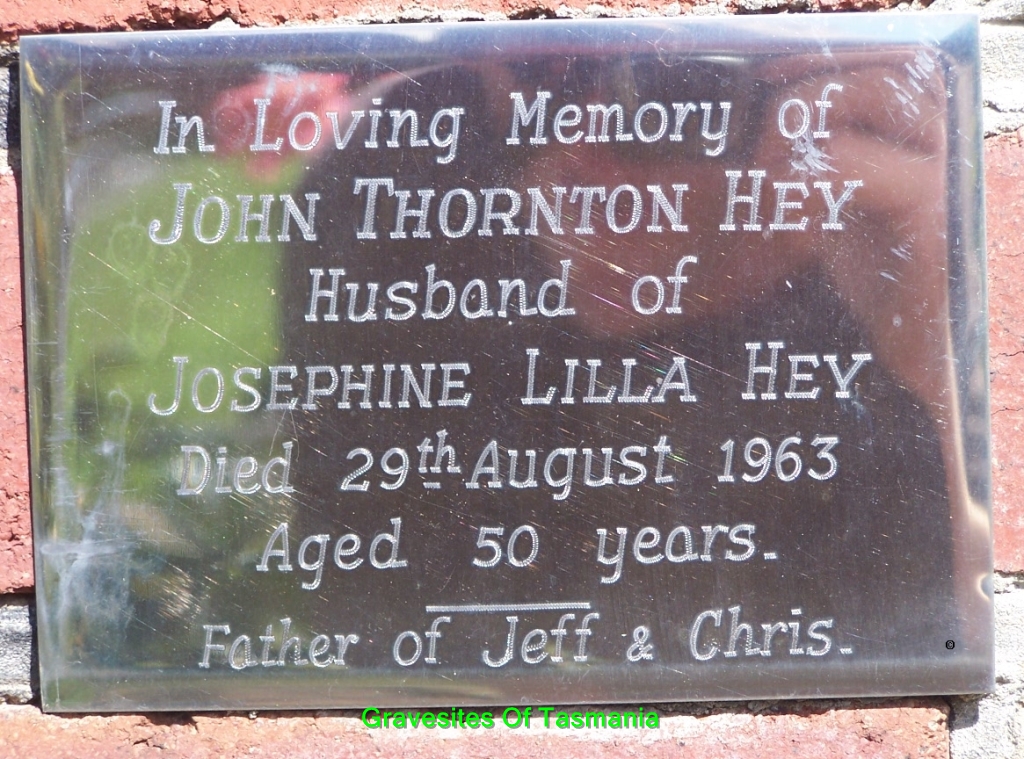 In Loving Memory of
JOHN THORNTON HEY
Husband of
JOSEPHINE LILLA HEY
Died 29th August 1963
Aged 50 years.
Father of Jeff & Chris.
Gravesites Of Tasmania